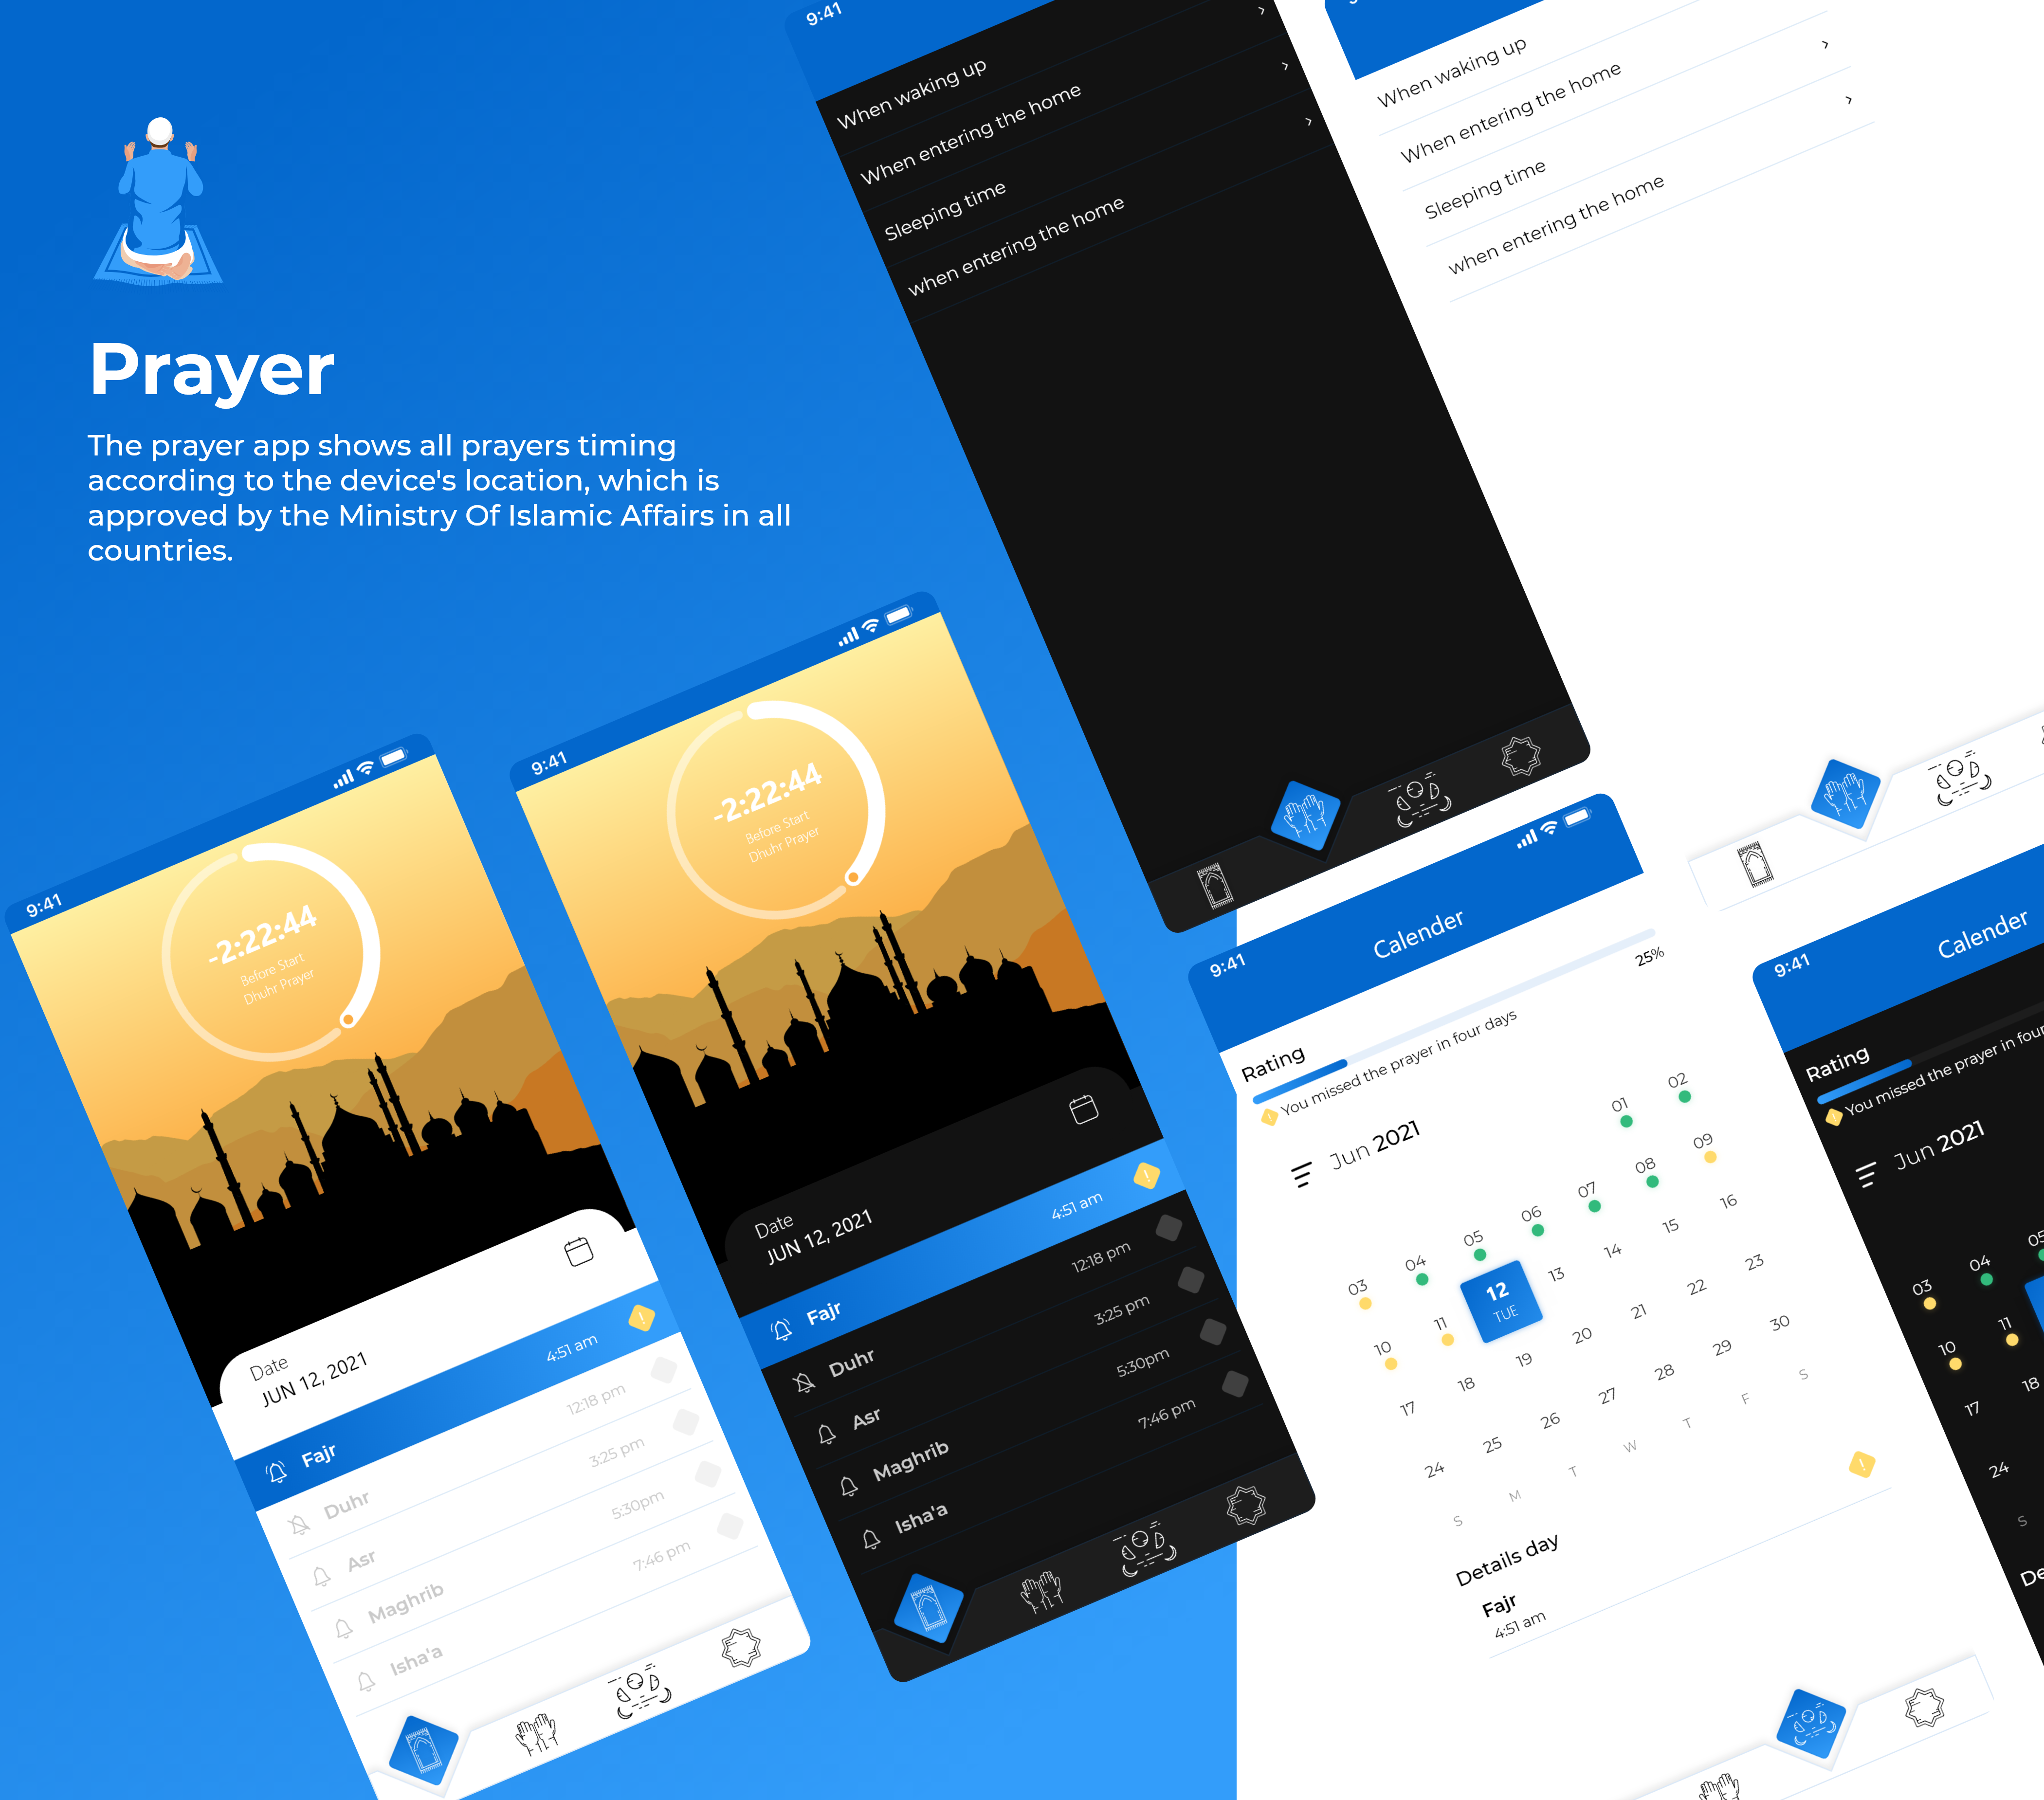 Prayer
The prayer app shows all prayers timing
according to the device's location, which is
approved by the Ministry Of Islamic Affairs in all
countries.
9:41
When waking up
When entering the home
Sleeping time
when entering the home
When waking up
When entering the home
Sleeping time
when entering the home
9:41
-2:22:44
Before Start
Dhuhr Prayer
Date
JUN 12, 2021
Fajr 4:51 am
Duhr 12:18 pm
Asr 3:25 pm
Maghrib 5:30pm
Isha'a 7:46 pm
9:41
-2:22:44
Before Start
Dhuhr Prayer
Date
JUN 12, 2021
Fajr 4:51 am
Duhr 12:18 pm
Asr 3:25 pm
Maghrib 5:30pm
Isha'a 7:46 pm
9:41
Calender
Rating 25%
You missed the prayer in four days
Jun 2021
01 02
03 04 05 06 07 08 09
10 11 12 TUE 13 14 15 16
17 18 19 20 21 22 23
24 25 26 27 28 29 30
S M T W T F S
Details day
Fajr
4:51 am
9:41
Calender
Rating
You missed the prayer in four
Jun 2021
03 04 05
10 11
17 18
24
S